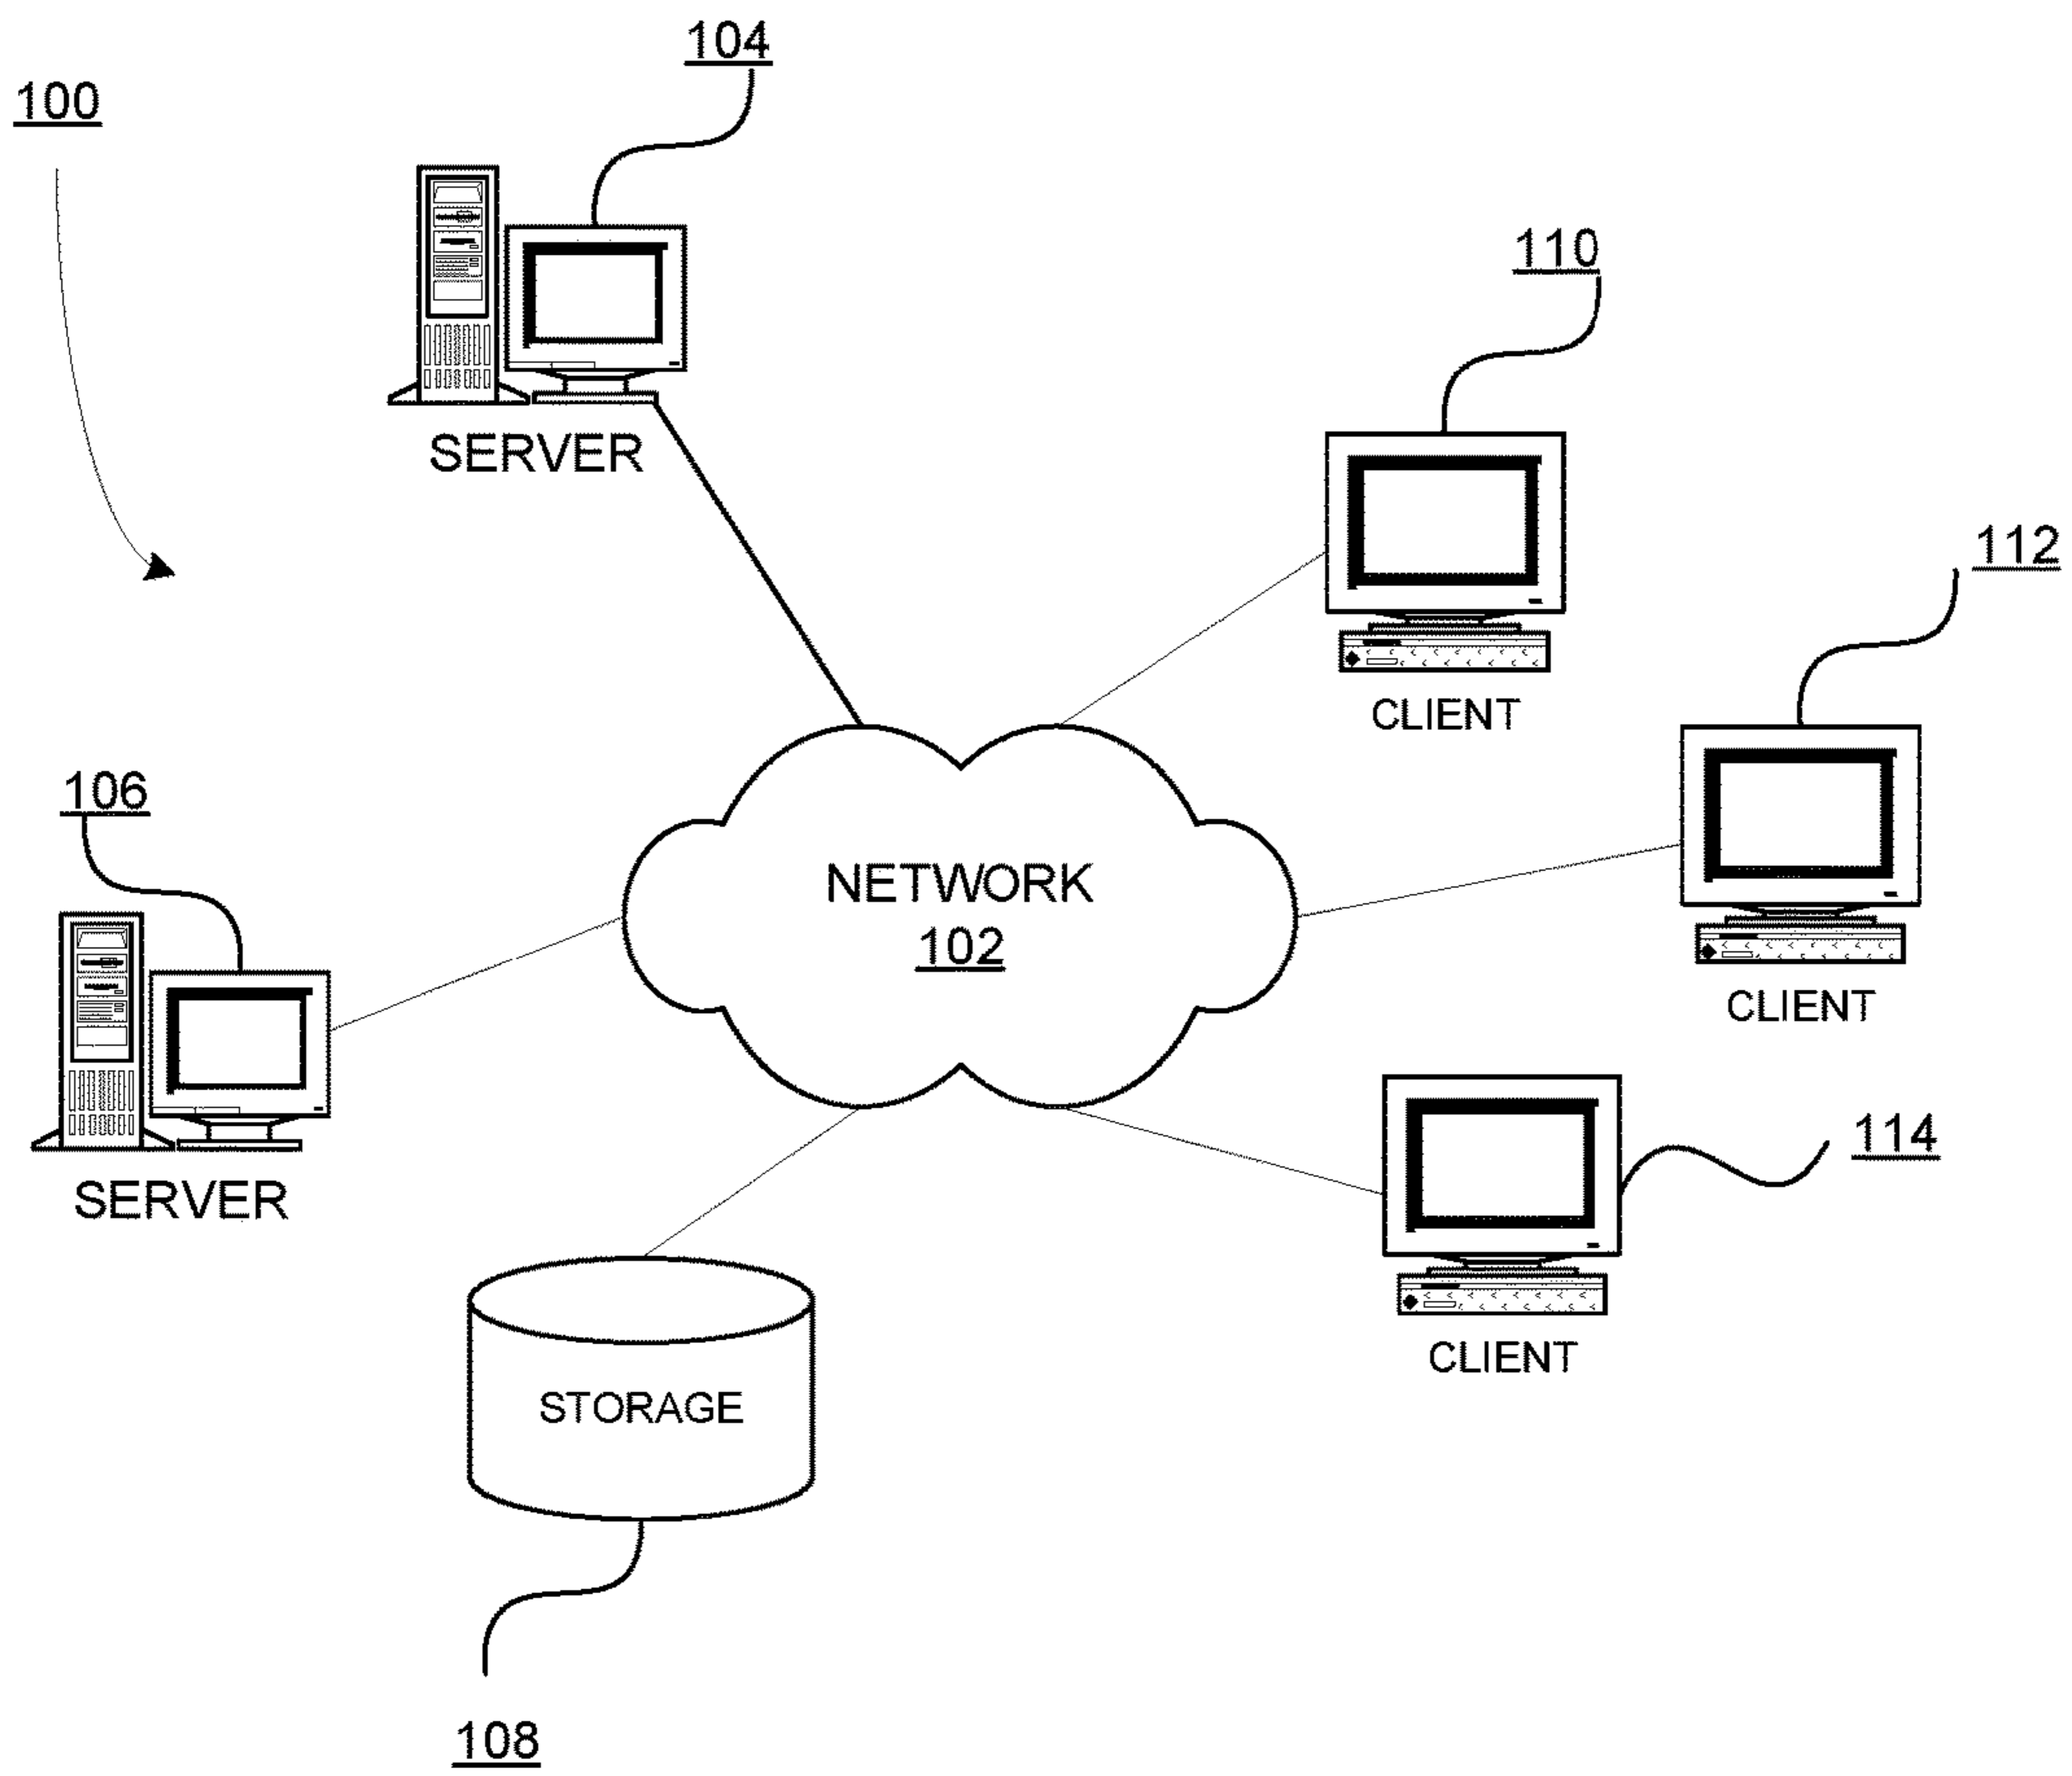 104
100
SERVER
110
CLIENT
112
CLIENT
106
SERVER
NETWORK
102
114
CLIENT
STORAGE
108